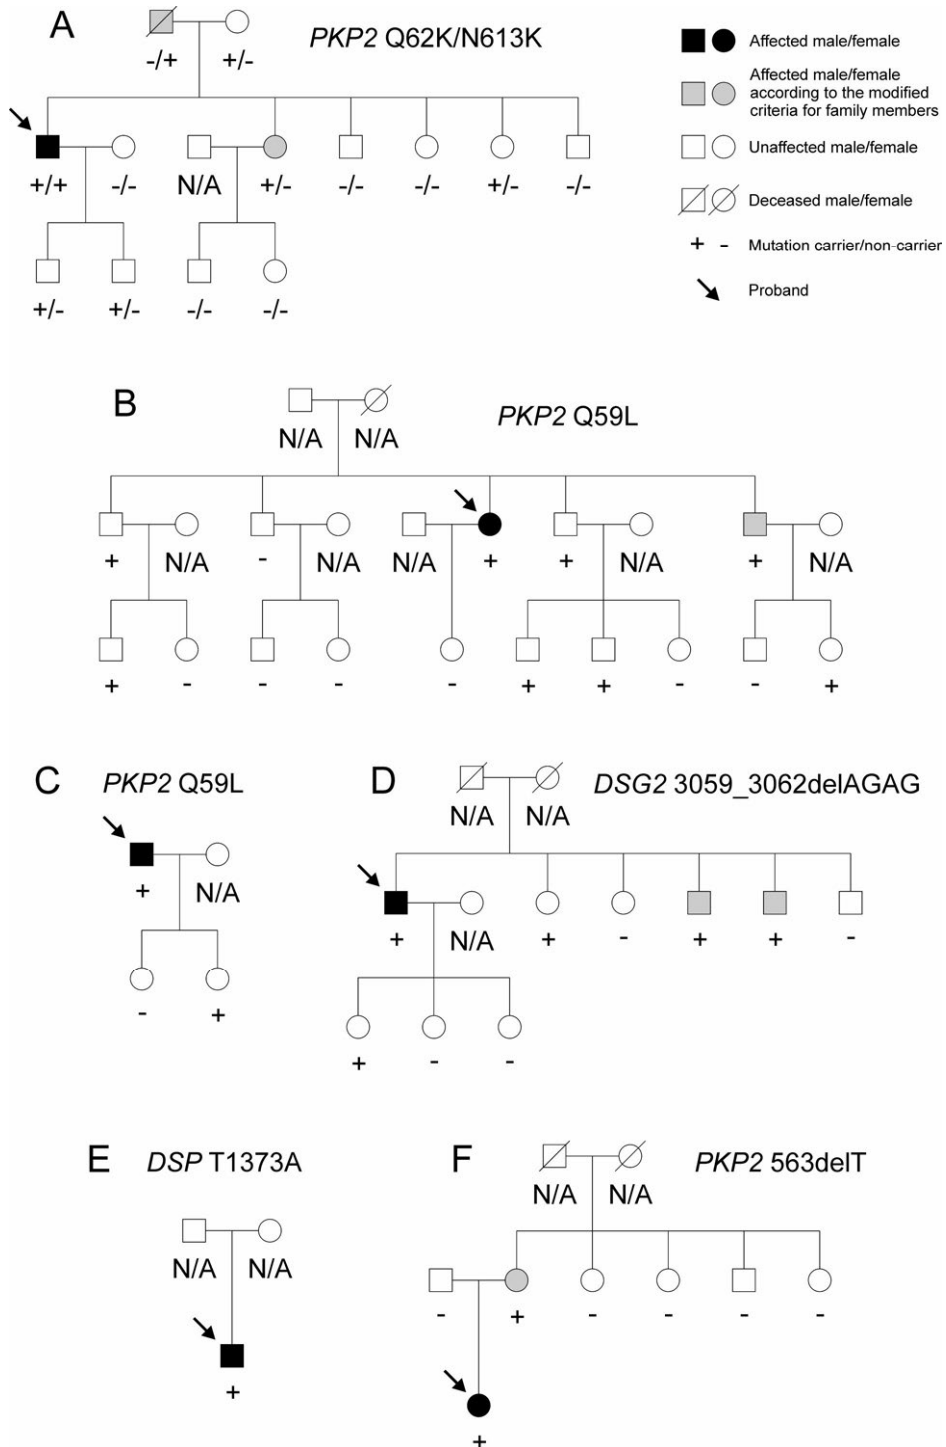 A
PKP2 Q62K/N613K
-/+ +/-
+/+ -/- N/A +/- -/- -/- +/- -/-
+/- +/- -/- -/-
Affected male/female
Affected male/female
according to the modified
criteria for family members
Unaffected male/female
Deceased male/female
+ - Mutation carrier/non-carrier
Proband
B
PKP2 Q59L
N/A N/A
+ N/A - N/A N/A + + N/A + N/A
+ - - - - + + - - +
C
PKP2 Q59L
+ N/A
- +
D
DSG2 3059_3062delAGAG
N/A N/A
+ N/A + - + + -
+ - -
E
DSP T1373A
N/A N/A
+
F
PKP2 563delT
N/A N/A
- + - - - -
+